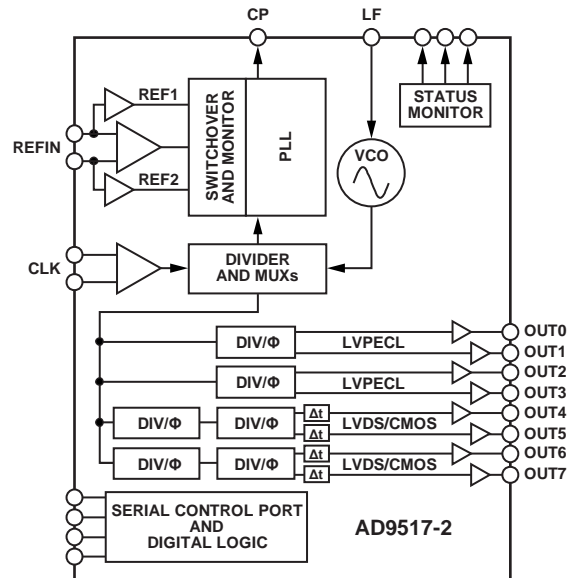 CP
LF
REF1
STATUS
MONITOR
REFIN
SWITCHOVER
AND MONITOR
PLL
VCO
REF2
DIVIDER
AND MUXs
CLK
DIV/Φ
LVPECL
OUT0
OUT1
DIV/Φ
LVPECL
OUT2
OUT3
DIV/Φ
DIV/Φ
Δt
Δt
LVDS/CMOS
OUT4
OUT5
DIV/Φ
DIV/Φ
Δt
Δt
LVDS/CMOS
OUT6
OUT7
SERIAL CONTROL PORT
AND
DIGITAL LOGIC
AD9517-2